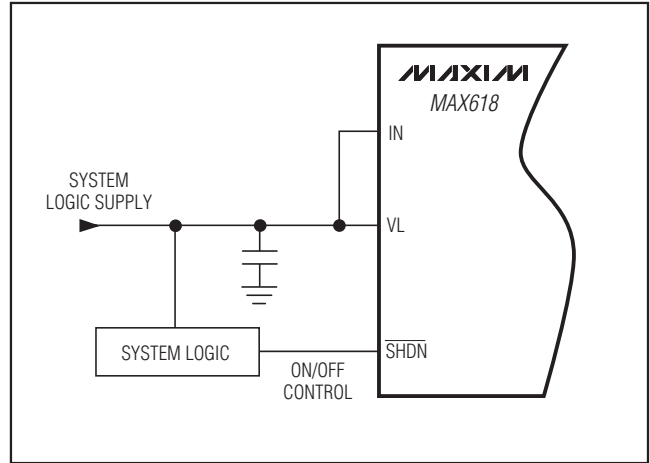 MAXIM
MAX618
IN
SYSTEM
LOGIC SUPPLY
VL
SYSTEM LOGIC
SHDN
ON/OFF
CONTROL